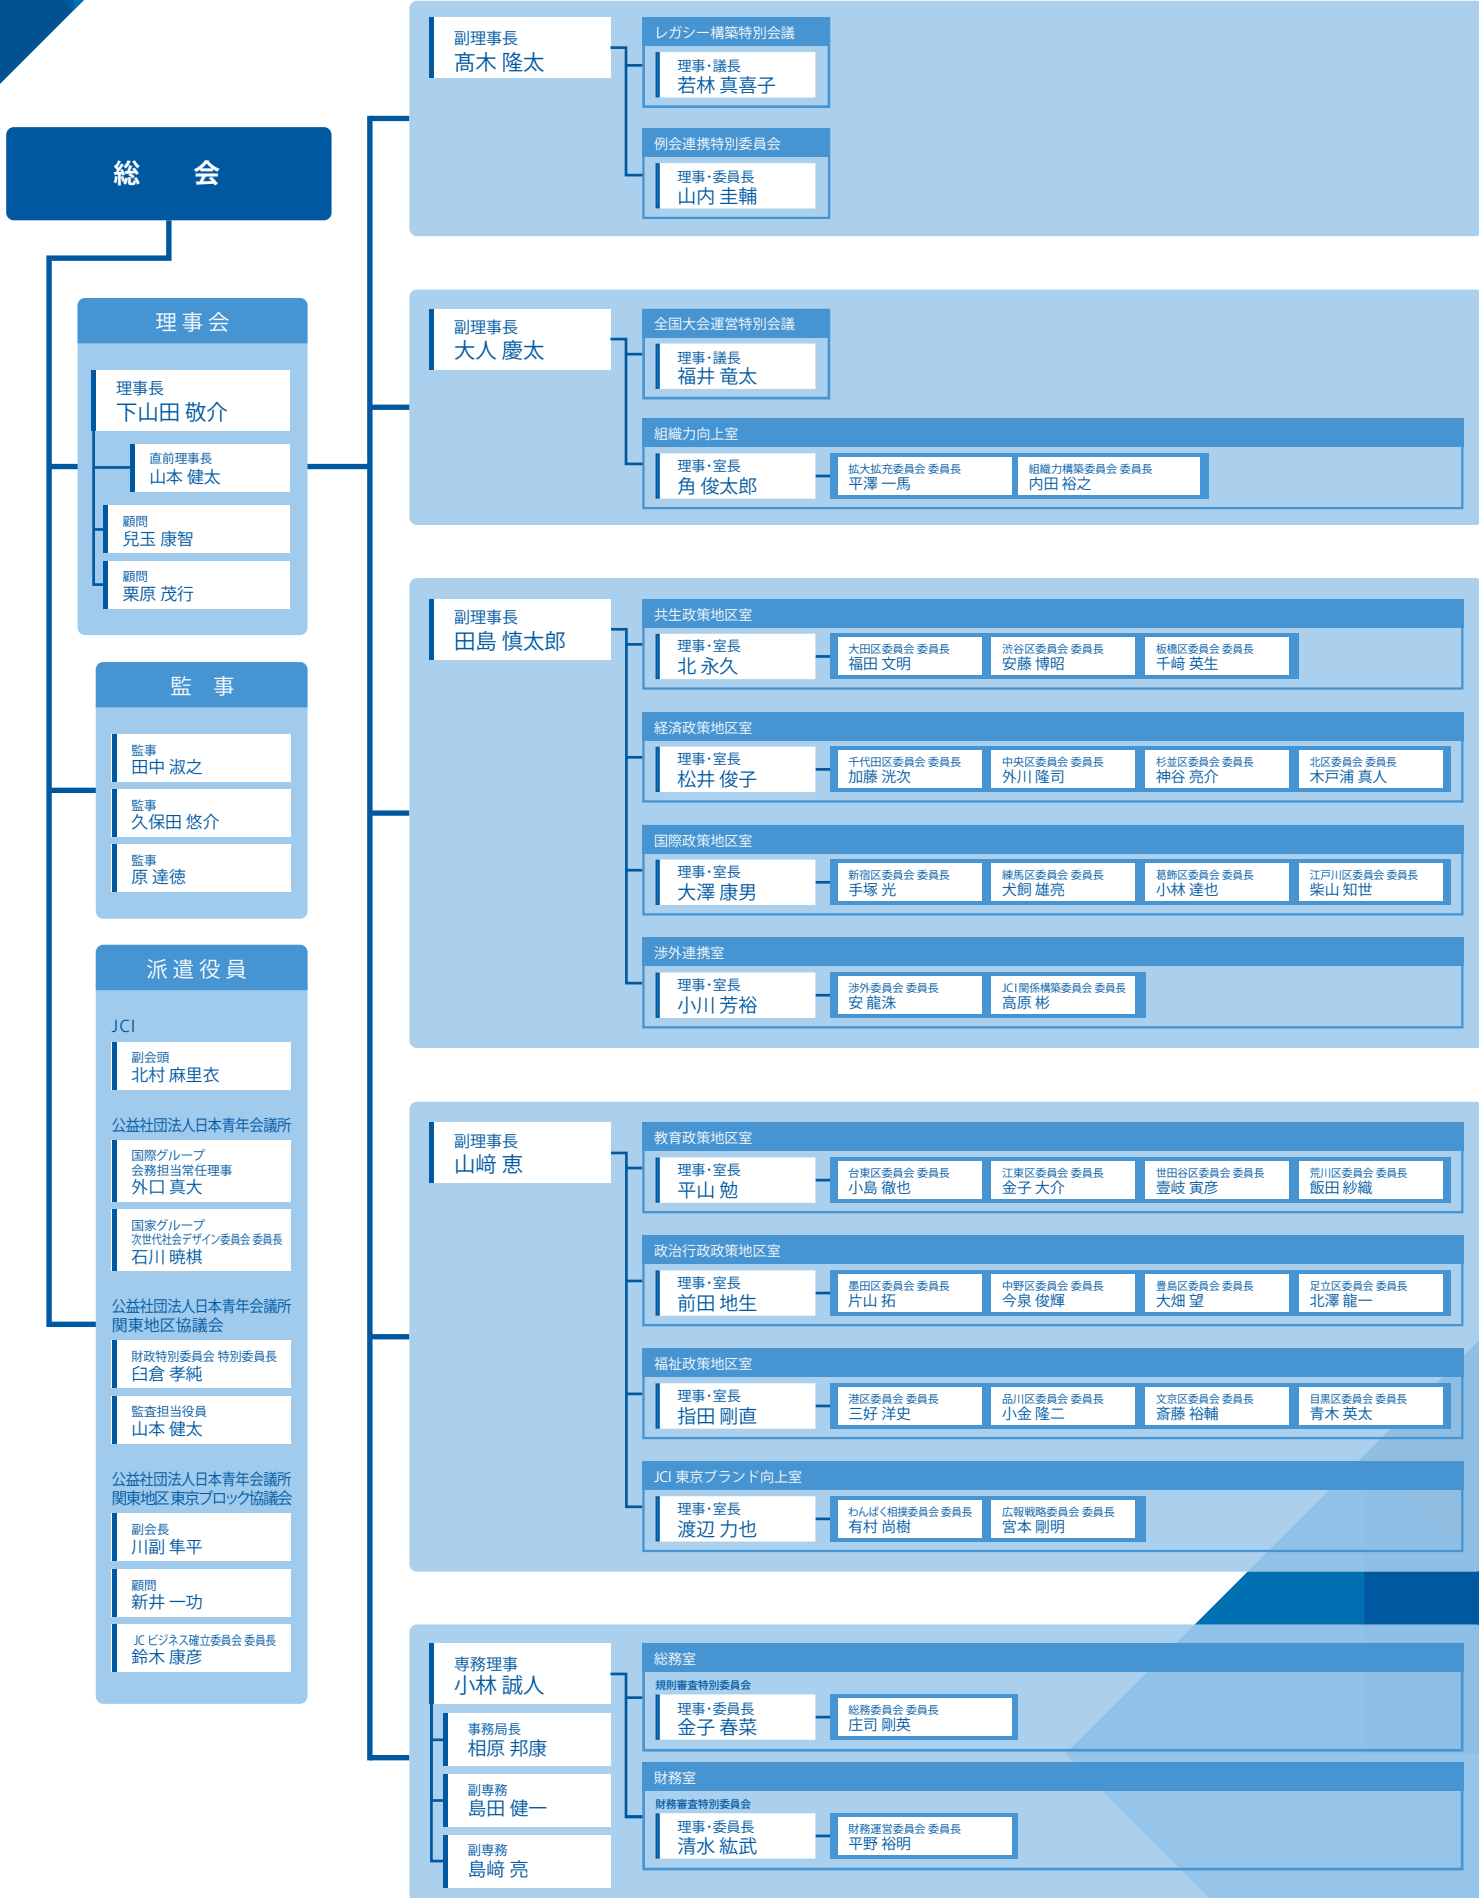 総 会
理事会
理事長
下山田 敬介
直前理事長
山本 健太
顧問
兒玉 康智
顧問
栗原 茂行
監 事
監事
田中 淑之
監事
久保田 悠介
監事
原 達徳
派遣役員
JCI
副会頭
北村 麻里衣
公益社団法人日本青年会議所
国際グループ
会務担当常任理事
外口 真大
国家グループ
次世代社会デザイン委員会 委員長
石川 暁棋
公益社団法人日本青年会議所
関東地区協議会
財政特別委員会 特別委員長
臼倉 孝純
監査担当役員
山本 健太
公益社団法人日本青年会議所
関東地区 東京ブロック協議会
副会長
川副 隼平
顧問
新井 一功
JC ビジネス確立委員会 委員長
鈴木 康彦
副理事長
髙木 隆太
レガシー構築特別会議
理事・議長
若林 真喜子
例会連携特別委員会
理事・委員長
山内 圭輔
副理事長
大人 慶太
全国大会運営特別会議
理事・議長
福井 竜太
組織力向上室
理事・室長
角 俊太郎
拡大拡充委員会 委員長
平澤 一馬
組織力構築委員会 委員長
内田 裕之
副理事長
田島 慎太郎
共生政策地区室
理事・室長
北 永久
大田区委員会 委員長
福田 文明
渋谷区委員会 委員長
安藤 博昭
板橋区委員会 委員長
千﨑 英生
経済政策地区室
理事・室長
松井 俊子
千代田区委員会 委員長
加藤 洸次
中央区委員会 委員長
外川 隆司
杉並区委員会 委員長
神谷 亮介
北区委員会 委員長
木戸浦 真人
国際政策地区室
理事・室長
大澤 康男
新宿区委員会 委員長
手塚 光
練馬区委員会 委員長
犬飼 雄亮
葛飾区委員会 委員長
小林 達也
江戸川区委員会 委員長
柴山 知世
渉外連携室
理事・室長
小川 芳裕
渉外委員会 委員長
安 龍洙
JCI関係構築委員会 委員長
高原 彬
副理事長
山﨑 恵
教育政策地区室
理事・室長
平山 勉
台東区委員会 委員長
小島 徹也
江東区委員会 委員長
金子 大介
世田谷区委員会 委員長
壹岐 寅彦
荒川区委員会 委員長
飯田 紗織
政治行政政策地区室
理事・室長
前田 地生
墨田区委員会 委員長
片山 拓
中野区委員会 委員長
今泉 俊輝
豊島区委員会 委員長
大畑 望
足立区委員会 委員長
北澤 龍一
福祉政策地区室
理事・室長
指田 剛直
港区委員会 委員長
三好 洋史
品川区委員会 委員長
小金 隆二
文京区委員会 委員長
斎藤 裕輔
目黒区委員会 委員長
青木 英太
JCI 東京ブランド向上室
理事・室長
渡辺 力也
わんぱく相撲委員会 委員長
有村 尚樹
広報戦略委員会 委員長
宮本 剛明
専務理事
小林 誠人
事務局長
相原 邦康
副専務
島田 健一
副専務
島﨑 亮
総務室
規則審査特別委員会
理事・委員長
金子 春菜
総務委員会 委員長
庄司 剛英
財務室
財務審査特別委員会
理事・委員長
清水 紘武
財務運営委員会 委員長
平野 裕明